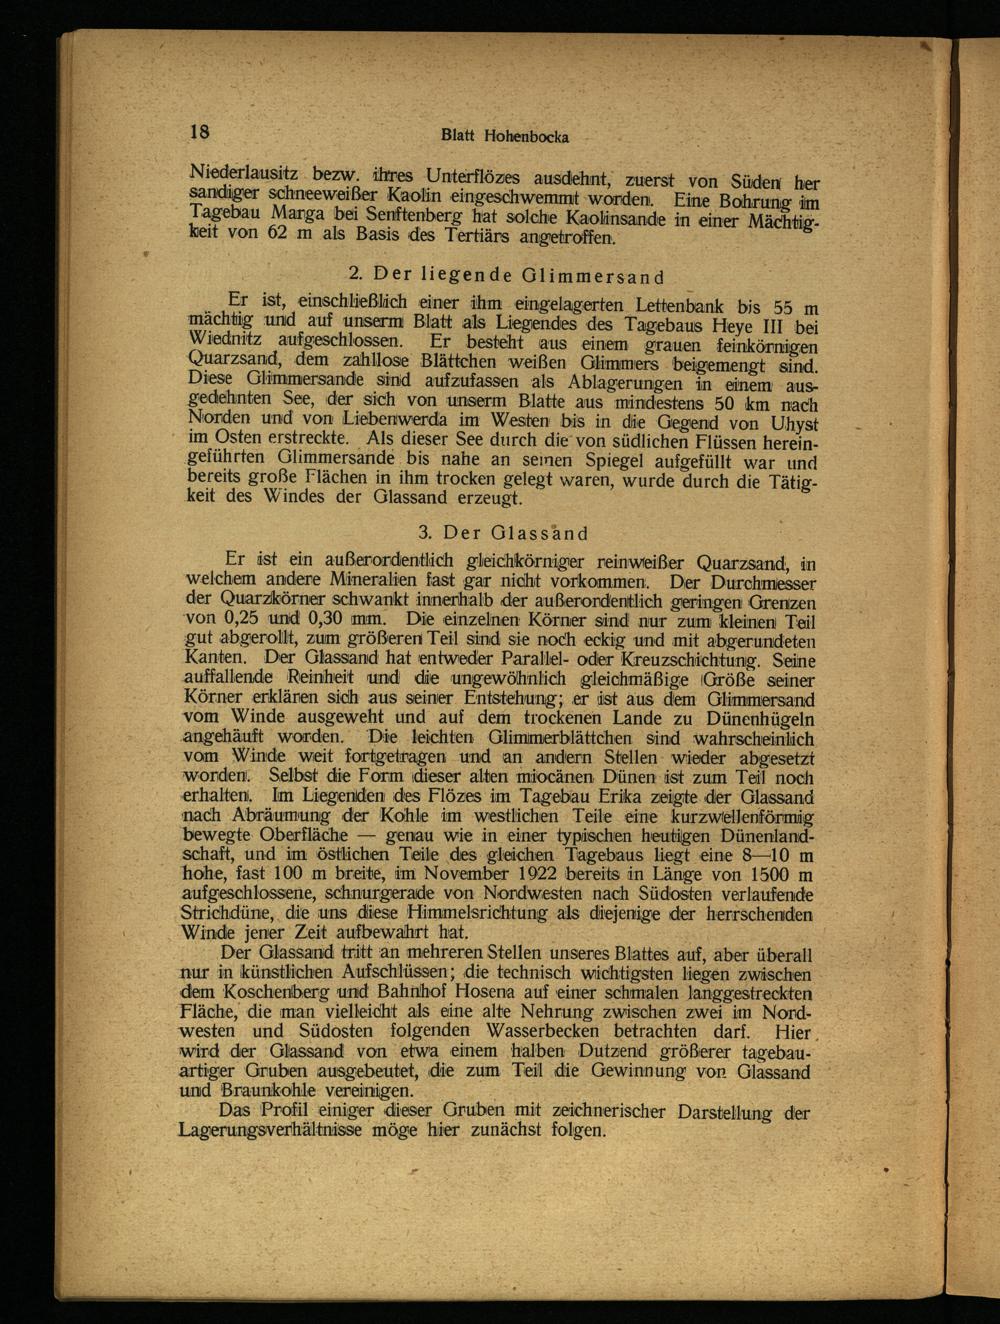 18
Blatt Hohenbocka
Niederlausitz bezw. ihres Unterflözes ausdehnt, zuerst von Süden her
sandiger schneeweißer Kaolin eingeschwemmt worden. Eine Bohrung im
Tagebau Marga bei Senftenberg hat solche Kaolinsande in einer Mächtig-
keit von 62 m als Basis des Tertiärs angetroffen.
2. Der liegende Glimmersand
Er ist, einschließlich einer ihm eingelagerten Lettenbank bis 55 m
mächtig und auf unserm Blatt als Liegendes des Tagebaus Heye III bei
Wiednitz aufgeschlossen. Er besteht aus einem grauen feinkörnigen
Quarzsand, dem zahllose Blättchen weißen Glimmers beigemengt sind.
Diese Glimmersande sind aufzufassen als Ablagerungen in einem aus-
gedehnten See, der sich von unserm Blatte aus mindestens 50 km nach
Norden und von Liebenwerda im Westen bis in die Gegend von Uhyst
im Osten erstreckte. Als dieser See durch die von südlichen Flüssen herein-
geführten Glimmersande bis nahe an seinen Spiegel aufgefüllt war und
bereits große Flächen in ihm trocken gelegt waren, wurde durch die Tätig-
keit des Windes der Glassand erzeugt.
3. Der Glassand
Er ist ein außerordentlich gleichkörniger reinweißer Quarzsand, in
welchem andere Mineralien fast gar nicht vorkommen. Der Durchmesser
der Quarzkörner schwankt innerhalb der außerordentlich geringen Grenzen
von 0,25 und 0,30 mm. Die einzelnen Körner sind nur zum kleinen Teil
gut abgerollt, zum größeren Teil sind sie noch eckig und mit abgerundeten
Kanten. Der Glassand hat entweder Parallel- oder Kreuzschichtung. Seine
auffallende Reinheit und die ungewöhnlich gleichmäßige Größe seiner
Körner erklären sich aus seiner Entstehung; er ist aus dem Glimmersand
vom Winde ausgeweht und auf dem trockenen Lande zu Dünenhügeln
angehäuft worden. Die leichten Glimmerblättchen sind wahrscheinlich
vom Winde weit fortgetragen und an andern Stellen wieder abgesetzt
worden. Selbst die Form dieser alten miocänen Dünen ist zum Teil noch
erhalten. Im Liegenden des Flözes im Tagebau Erika zeigte der Glassand
nach Abräumung der Kohle im westlichen Teile eine kurzwellenförmig
bewegte Oberfläche — genau wie in einer typischen heutigen Dünenland-
schaft, und im östlichen Teile des gleichen Tagebaus liegt eine 8—10 m
hohe, fast 100 m breite, im November 1922 bereits in Länge von 1500 m
aufgeschlossene, schnurgerade von Nordwesten nach Südosten verlaufende
Strichdüne, die uns diese Himmelsrichtung als diejenige der herrschenden
Winde jener Zeit aufbewahrt hat.
Der Glassand tritt an mehreren Stellen unseres Blattes auf, aber überall
nur in künstlichen Aufschlüssen; die technisch wichtigsten liegen zwischen
dem Koschenberg und Bahnhof Hosena auf einer schmalen langgestreckten
Fläche, die man vielleicht als eine alte Nehrung zwischen zwei im Nord-
westen und Südosten folgenden Wasserbecken betrachten darf. Hier
wird der Glassand von etwa einem halben Dutzend größerer tagebau-
artiger Gruben ausgebeutet, die zum Teil die Gewinnung von Glassand
und Braunkohle vereinigen.
Das Profil einiger dieser Gruben mit zeichnerischer Darstellung der
Lagerungsverhältnisse möge hier zunächst folgen.